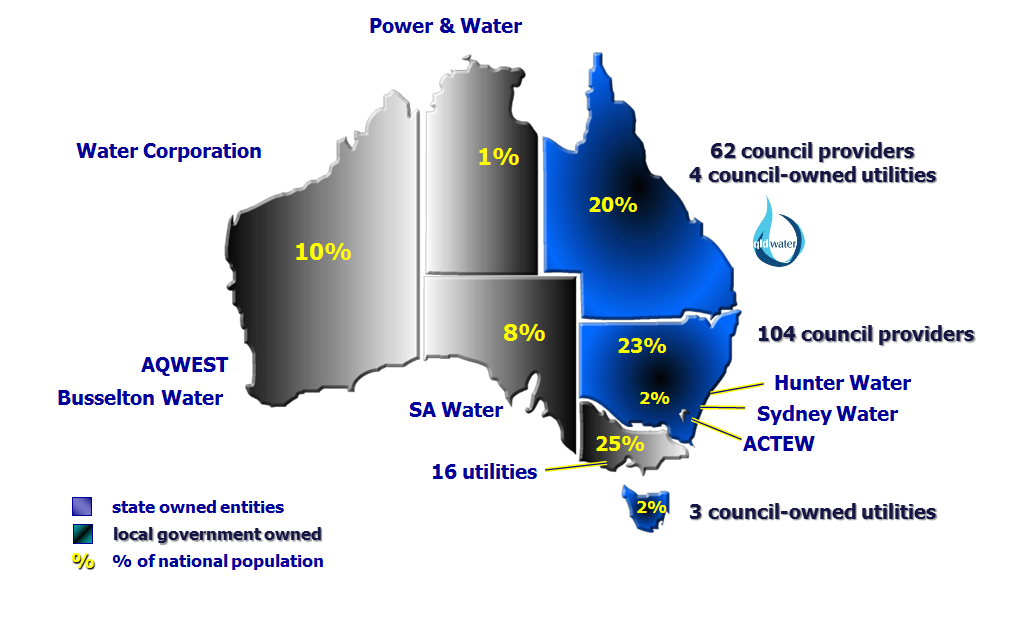 Power & Water
Water Corporation
1%
62 council providers
4 council-owned utilities
20%
qldwater
10%
8%
23%
104 council providers
AQWEST
Busselton Water
2%
Hunter Water
SA Water
Sydney Water
25%
ACTEW
16 utilities
2%
3 council-owned utilities
state owned entities
local government owned
% % of national population